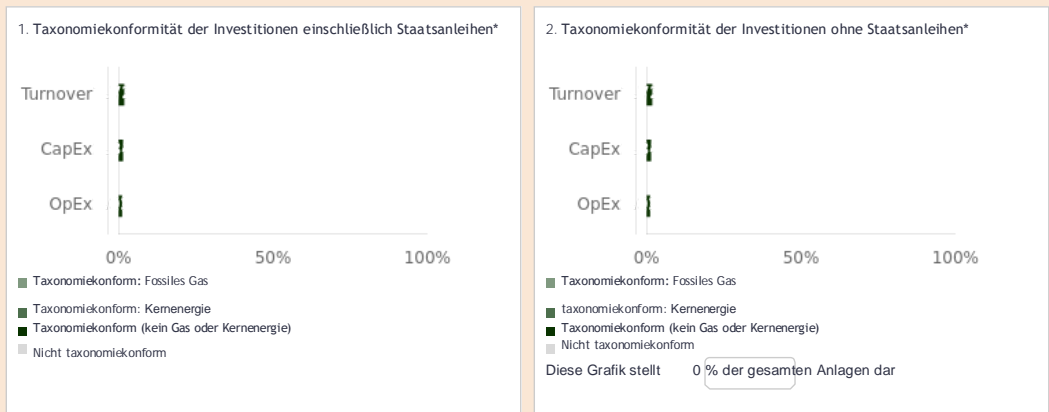 1. Taxonomiekonformität der Investitionen einschließlich Staatsanleihen*
Turnover
CapEx
OpEx
0% 50% 100%
Taxonomiekonform: Fossiles Gas
Taxonomiekonform: Kernenergie
Taxonomiekonform (kein Gas oder Kernenergie)
Nicht taxonomiekonform
2. Taxonomiekonformität der Investitionen ohne Staatsanleihen*
Turnover
CapEx
OpEx
0% 50% 100%
Taxonomiekonform: Fossiles Gas
taxonomiekonform: Kernenergie
Taxonomiekonform (kein Gas oder Kernenergie)
Nicht taxonomiekonform
Diese Grafik stellt 0 % der gesamten Anlagen dar